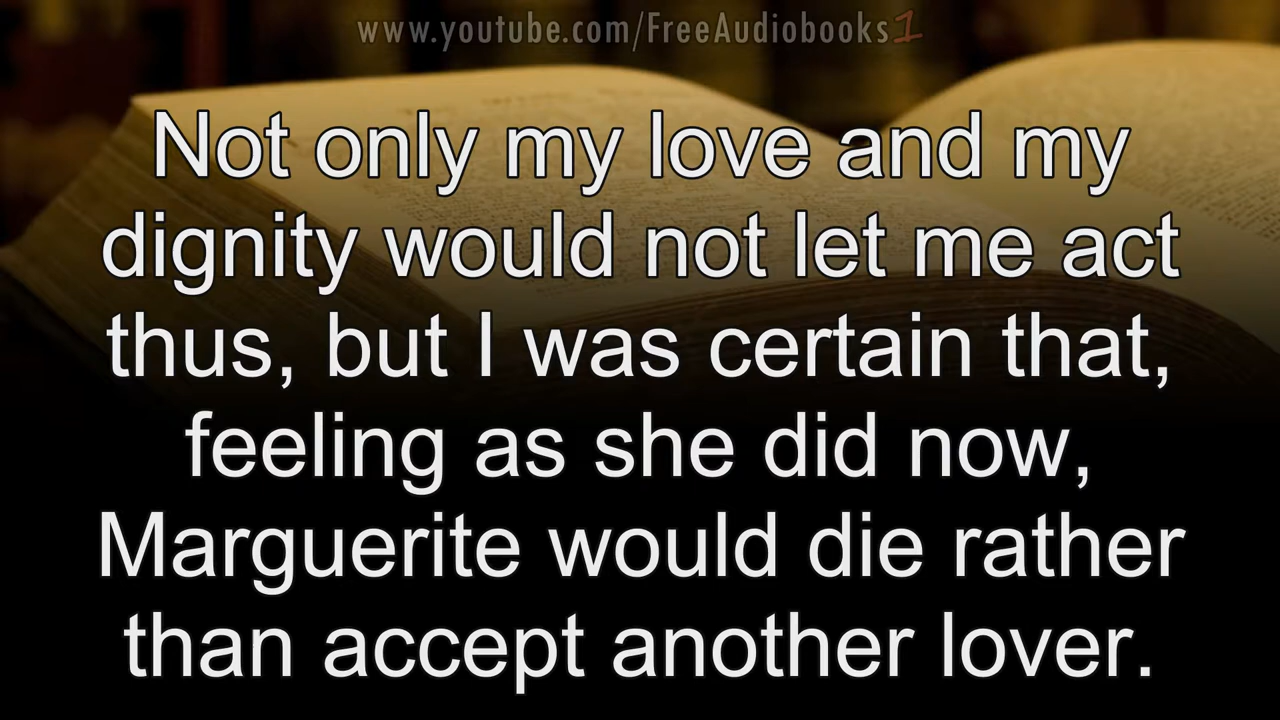 www.youtube.com/FreeAudiobooks1
Not only my love and my
dignity would not let me act
thus, but I was certain that,
feeling as she did now,
Marguerite would die rather
than accept another lover.